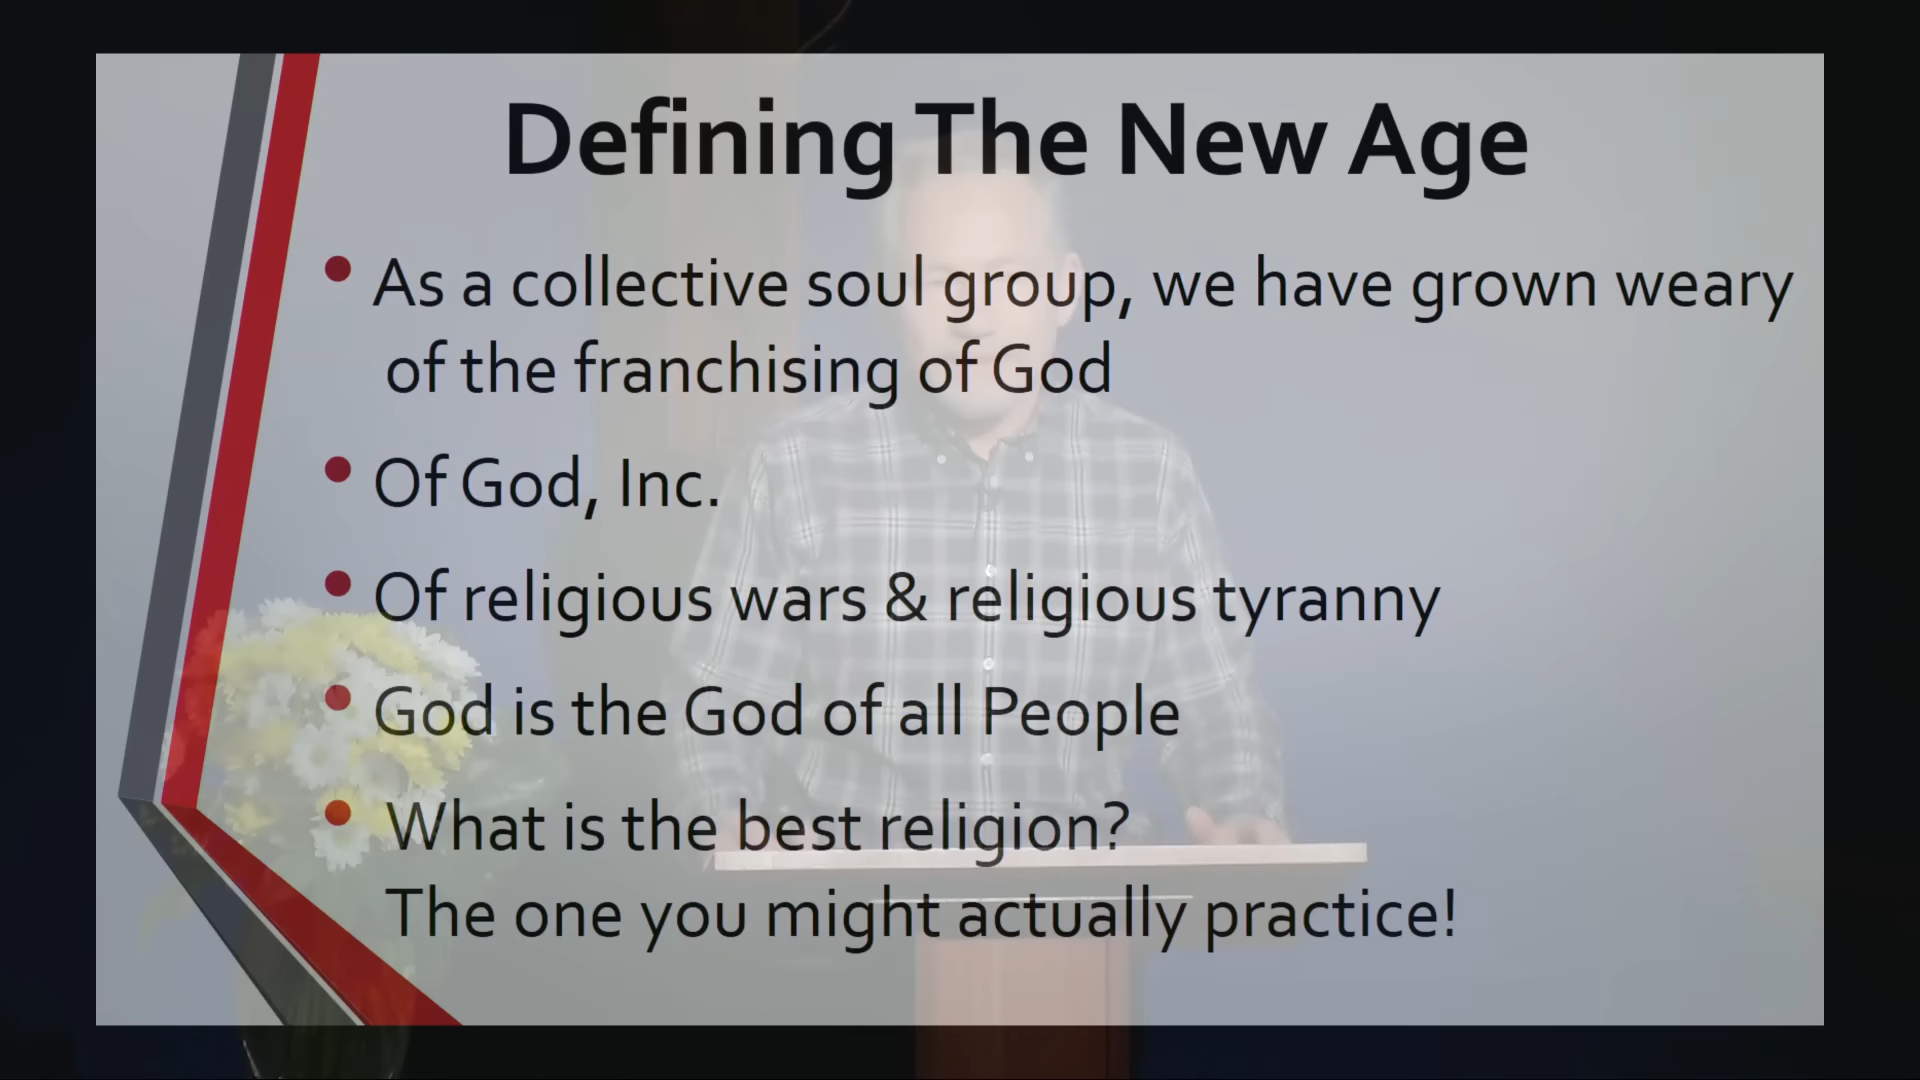 Defining The New Age
• As a collective soul group, we have grown weary
of the franchising of God
• Of God, Inc.
• Of religious wars & religious tyranny
• God is the God of all People
• What is the best religion?
The one you might actually practice!